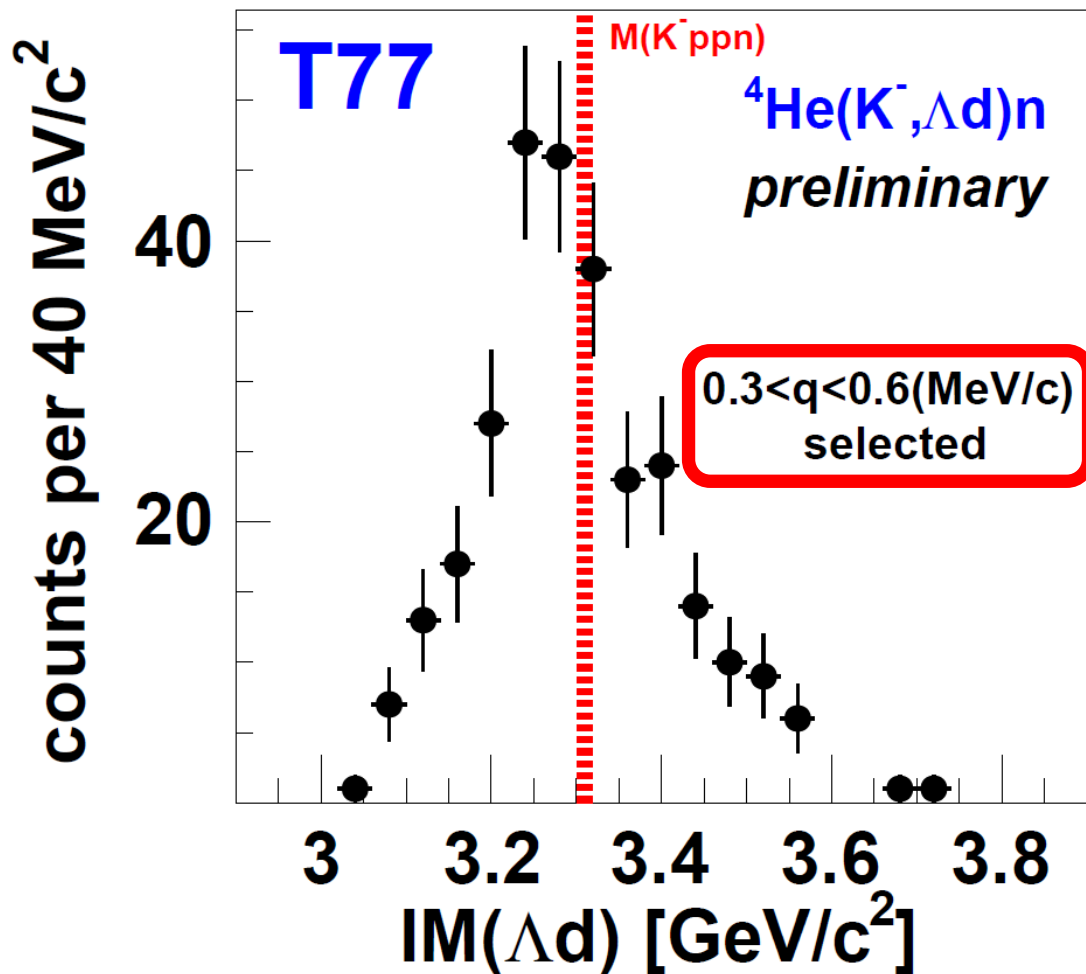 T77
M(K⁻ppn)
⁴He(K⁻,Λd)n
preliminary
0.3<q<0.6(MeV/c)
selected
counts per 40 MeV/c²
40
20
3 3.2 3.4 3.6 3.8
IM(Λd) [GeV/c²]